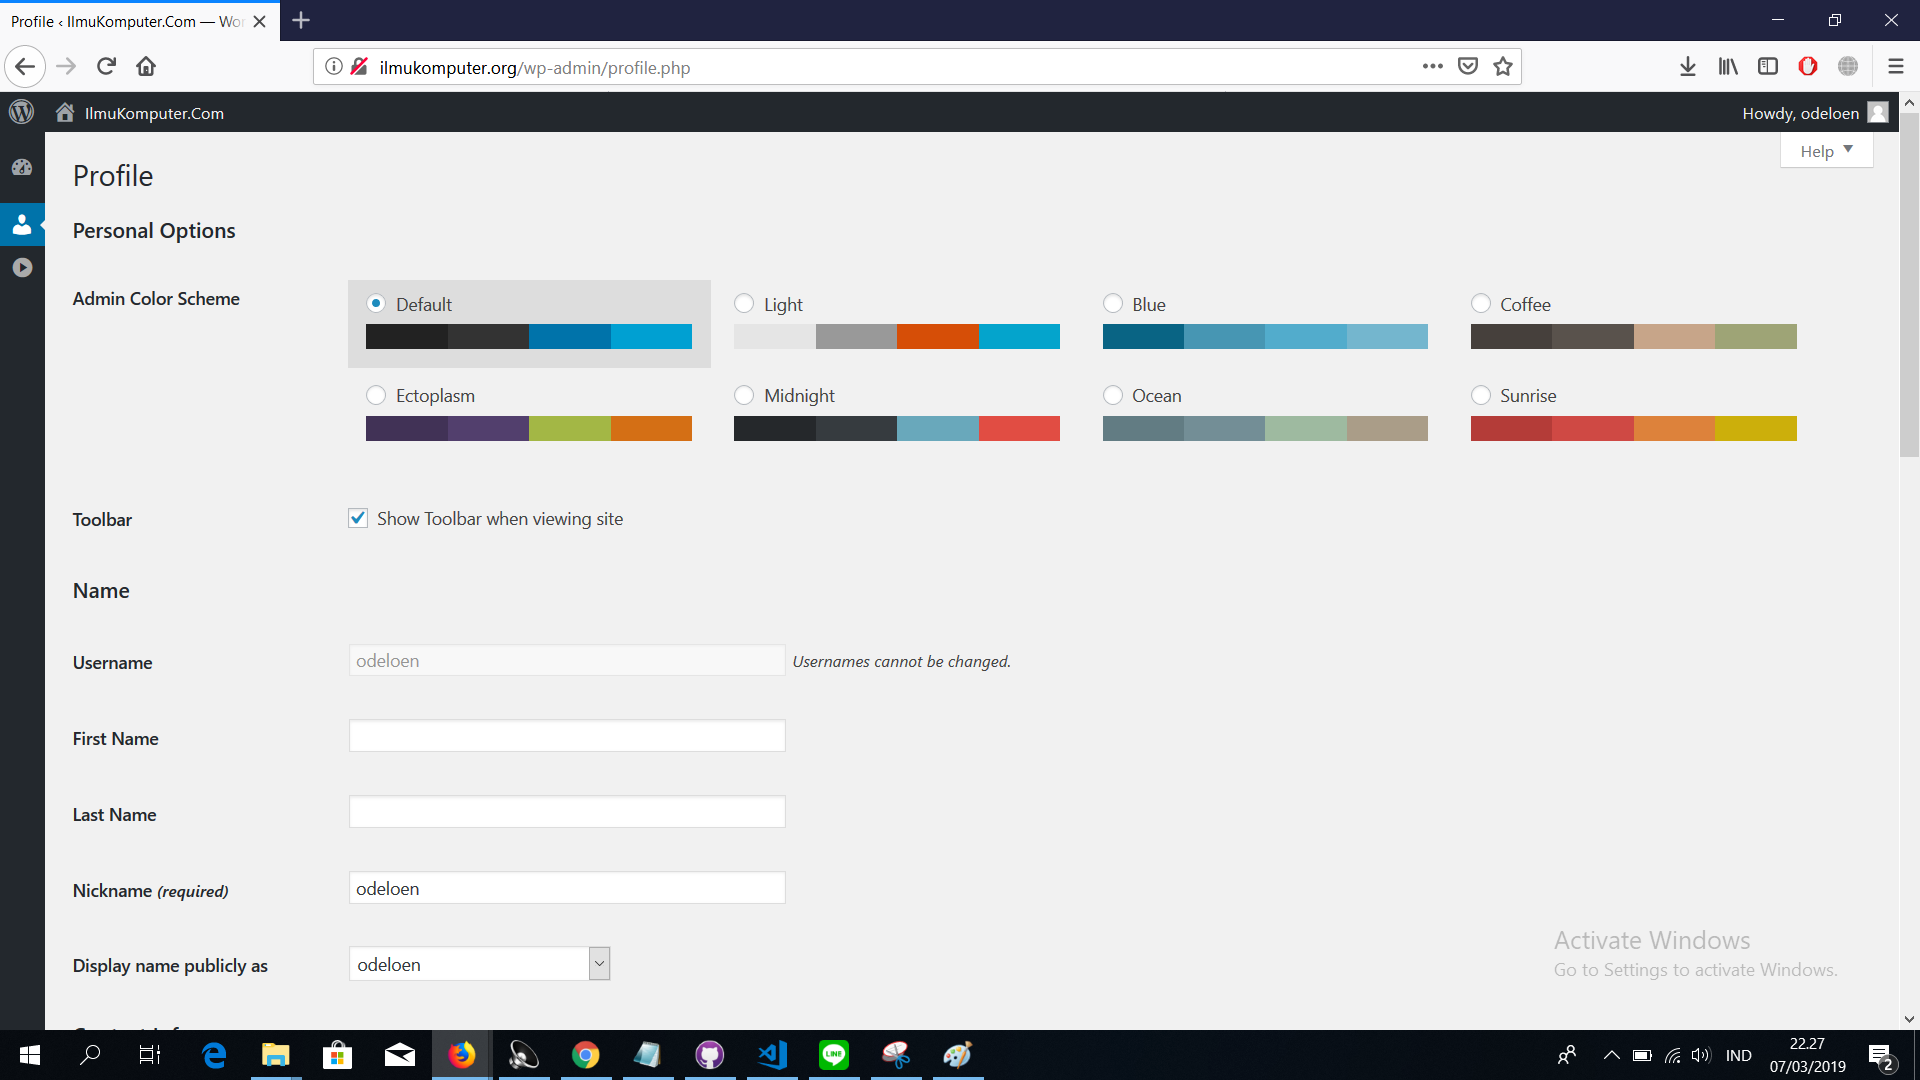 Profile ‹ IlmuKomputer.Com — Wor
ilmukomputer.org/wp-admin/profile.php
IlmuKomputer.Com
Howdy, odeloen
Help
Profile
Personal Options
Admin Color Scheme
Default
Light
Blue
Coffee
Ectoplasm
Midnight
Ocean
Sunrise
Toolbar
Show Toolbar when viewing site
Name
Username
odeloen
Usernames cannot be changed.
First Name
Last Name
Nickname (required)
odeloen
Display name publicly as
odeloen
Activate Windows
Go to Settings to activate Windows.
LINE
IND
22.27
07/03/2019
2